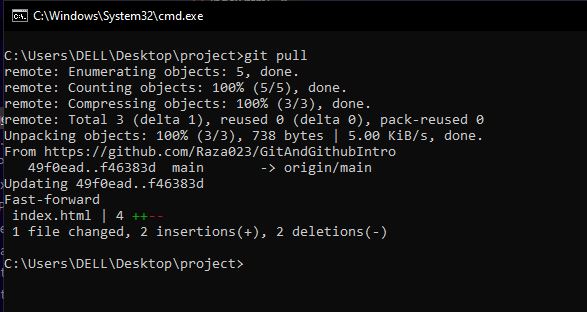 C:\Windows\System32\cmd.exe
C:\Users\DELL\Desktop\project>git pull
remote: Enumerating objects: 5, done.
remote: Counting objects: 100% (5/5), done.
remote: Compressing objects: 100% (3/3), done.
remote: Total 3 (delta 1), reused 0 (delta 0), pack-reused 0
Unpacking objects: 100% (3/3), 738 bytes | 5.00 KiB/s, done.
From https://github.com/Raza023/GitAndGithubIntro
   49f0ead..f46383d  main       -> origin/main
Updating 49f0ead..f46383d
Fast-forward
 index.html | 4 ++--
 1 file changed, 2 insertions(+), 2 deletions(-)
C:\Users\DELL\Desktop\project>